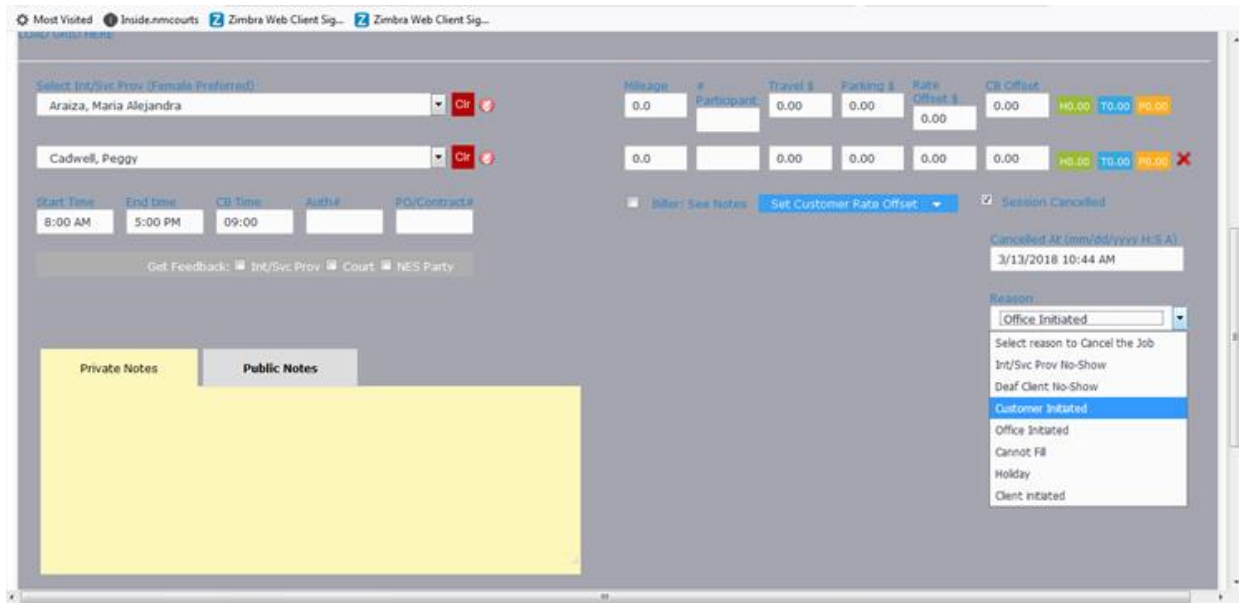 Most Visited Inside.nmcourts Zimbra Web Client Sig... Zimbra Web Client Sig...
LOAD GRID HERE
Select Int/Svc Prov (Female Preferred) Mileage # Participant Travel $ Parking $ Rate Offset $ CB Offset
Araiza, Maria Alejandra Clr 0.0 0.00 0.00 0.00 0.00 H0.00 T0.00 P0.00
Cadwell, Peggy Clr 0.0 0.00 0.00 0.00 0.00 H0.00 T0.00 P0.00
Start Time End time CB Time Auth# PO/Contract# Biller: See Notes Set Customer Rate Offset Session Cancelled
8:00 AM 5:00 PM 09:00
Cancelled At (mm/dd/yyyy H:S A)
Get Feedback: Int/Svc Prov Court NES Party 3/13/2018 10:44 AM
Reason
Office Initiated
Select reason to Cancel the Job
Private Notes Public Notes Int/Svc Prov No-Show
Deaf Client No-Show
Customer Initiated
Office Initiated
Cannot Fill
Holiday
Client initiated